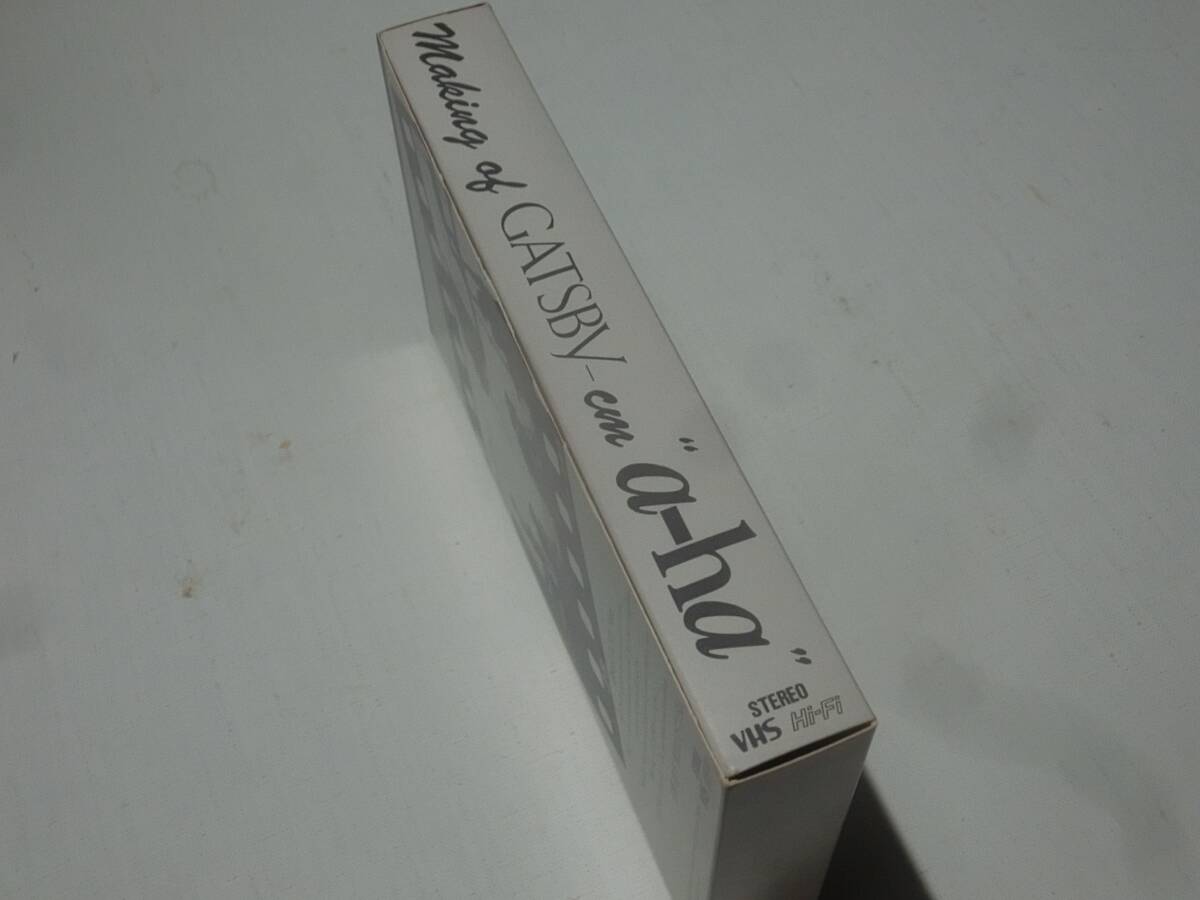 Making of GATSBY-cm “a-ha”
STEREO
VHS Hi-Fi